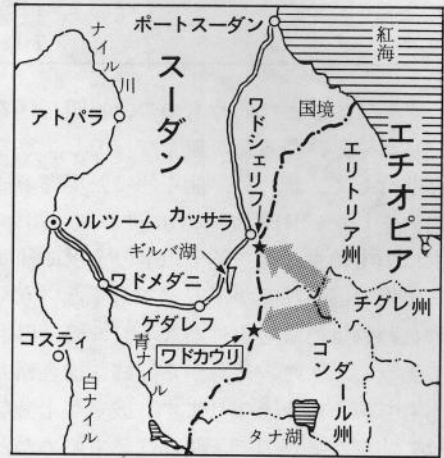 ポートスーダン
紅海
ナイル川
スーダン
アトバラ
国境
エチオピア
ワドシェリフ
エリトリア州
カッサラ
ハルツーム
ギルバ湖
ワドメダニ
チグレ州
ゲダレフ
コスティ
青ナイル
ワドカウリ
ゴンダール州
白ナイル
タナ湖